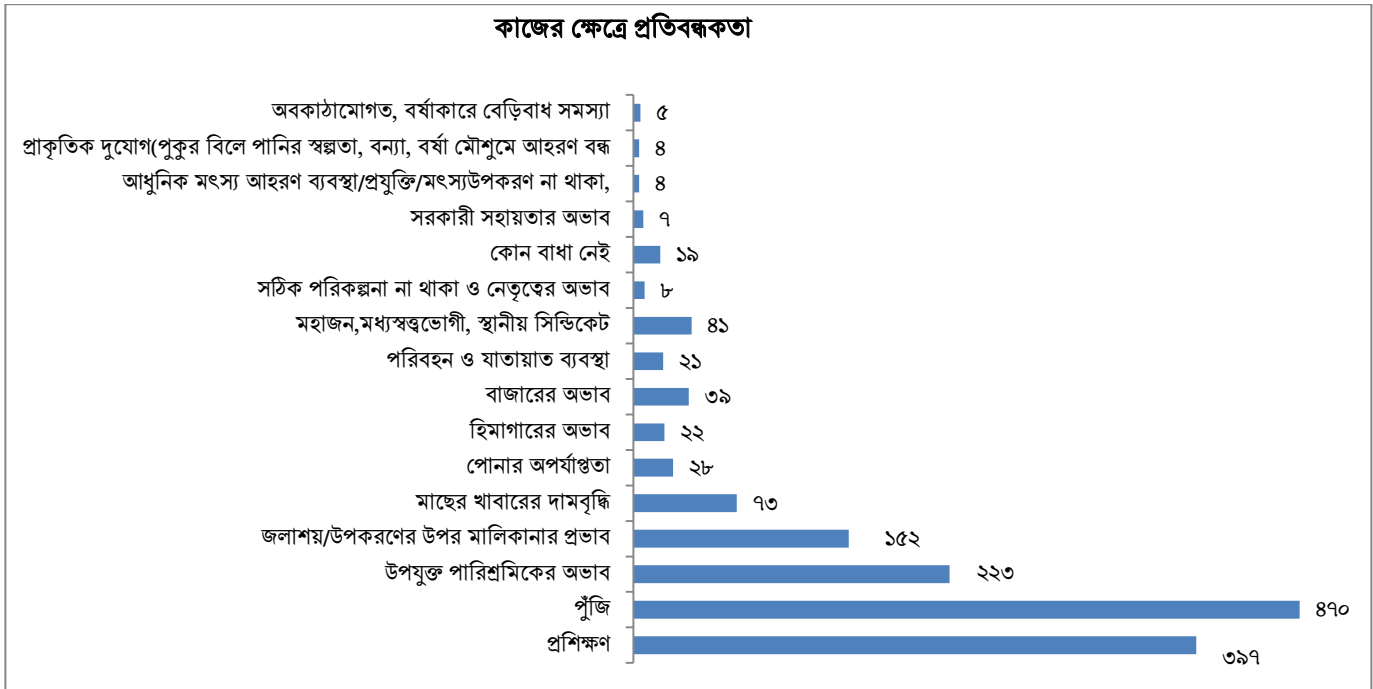 কাজের ক্ষেত্রে প্রতিবন্ধকতা
অবকাঠামোগত, বর্ষাকারে বেড়িবাধ সমস্যা ৫
প্রাকৃতিক দুযোগ(পুকুর বিলে পানির স্বল্পতা, বন্যা, বর্ষা মৌশুমে আহরণ বন্ধ ৪
আধুনিক মৎস্য আহরণ ব্যবস্থা/প্রযুক্তি/মৎস্যউপকরণ না থাকা, ৪
সরকারী সহায়তার অভাব ৭
কোন বাধা নেই ১৯
সঠিক পরিকল্পনা না থাকা ও নেতৃত্বের অভাব ৮
মহাজন,মধ্যস্বত্ত্বভোগী, স্থানীয় সিন্ডিকেট ৪১
পরিবহন ও যাতায়াত ব্যবস্থা ২১
বাজারের অভাব ৩৯
হিমাগারের অভাব ২২
পোনার অপর্যাপ্ততা ২৮
মাছের খাবারের দামবৃদ্ধি ৭৩
জলাশয়/উপকরণের উপর মালিকানার প্রভাব ১৫২
উপযুক্ত পারিশ্রমিকের অভাব ২২৩
পুঁজি ৪৭০
প্রশিক্ষণ ৩৯৭